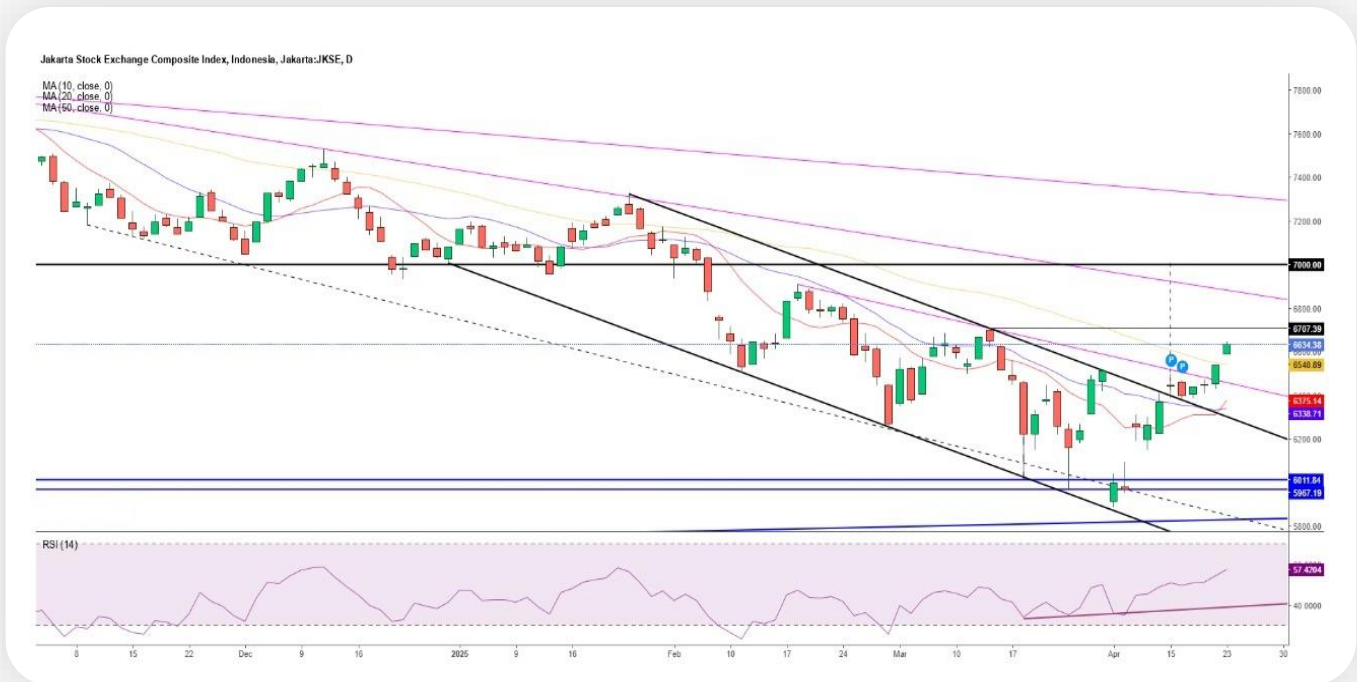 Jakarta Stock Exchange Composite Index, Indonesia, Jakarta:JKSE, D
MA (10, close, 0)
MA (20, close, 0)
MA (50, close, 0)
7800.00
7600.00
7400.00
7200.00
7000.00
6800.00
6707.39
6634.38
6540.89
6375.14
6338.71
6200.00
6011.84
5967.19
5800.00
P
P
RSI (14)
57.4204
40.0000
8 15 22 Dec 9 16 2025 9 16 Feb 10 17 24 Mar 10 17 Apr 15 23 30